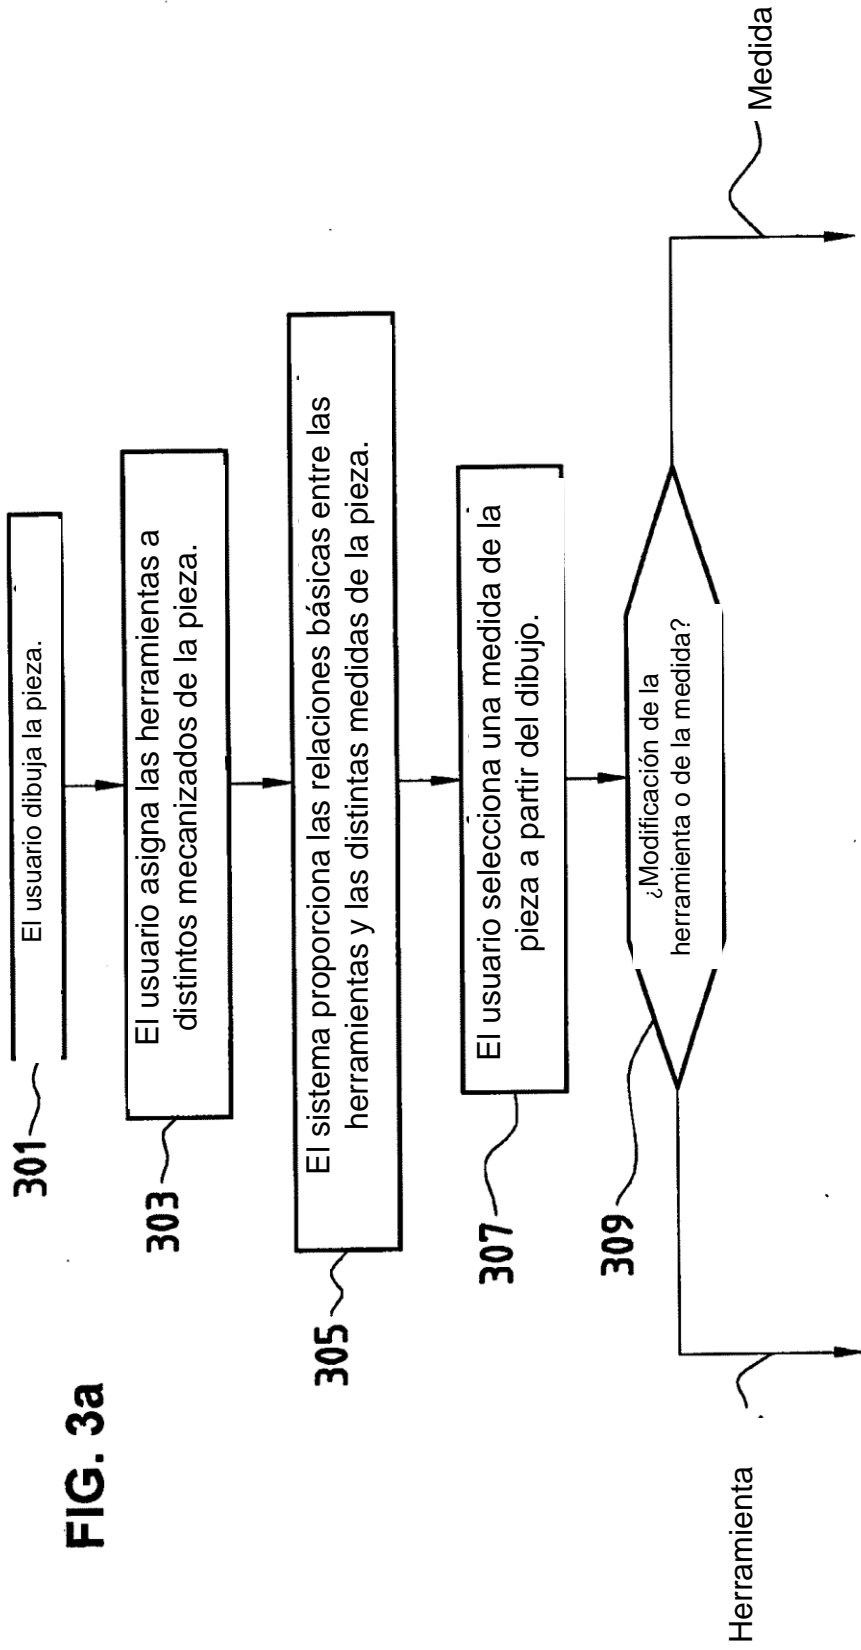 FIG. 3a
301
El usuario dibuja la pieza.
303
El usuario asigna las herramientas a
distintos mecanizados de la pieza.
305
El sistema proporciona las relaciones básicas entre las
herramientas y las distintas medidas de la pieza.
307
El usuario selecciona una medida de la
pieza a partir del dibujo.
309
¿Modificación de la
herramienta o de la medida?
Herramienta
Medida